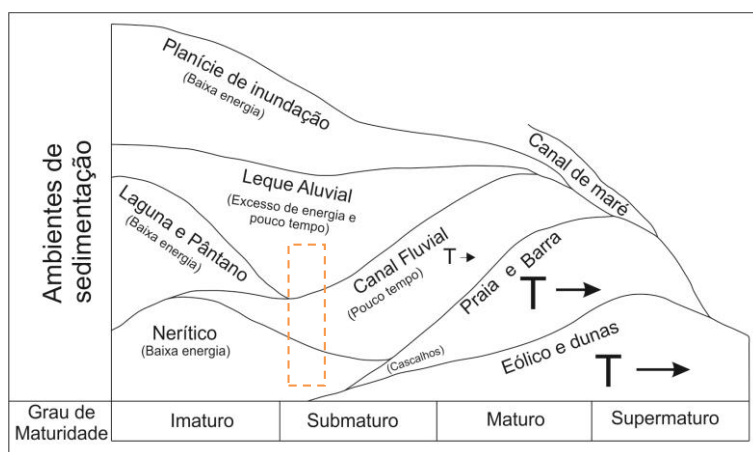 Ambientes de
sedimentação
Planície de inundação
(Baixa energia)
Canal de maré
Leque Aluvial
(Excesso de energia e
pouco tempo)
Laguna e Pântano
(Baixa energia)
Canal Fluvial
(Pouco tempo)
T
Praia e Barra
T
Nerítico
(Baixa energia)
(Cascalhos)
Eólico e dunas
T
Grau de
Maturidade
Imaturo
Submaturo
Maturo
Supermaturo